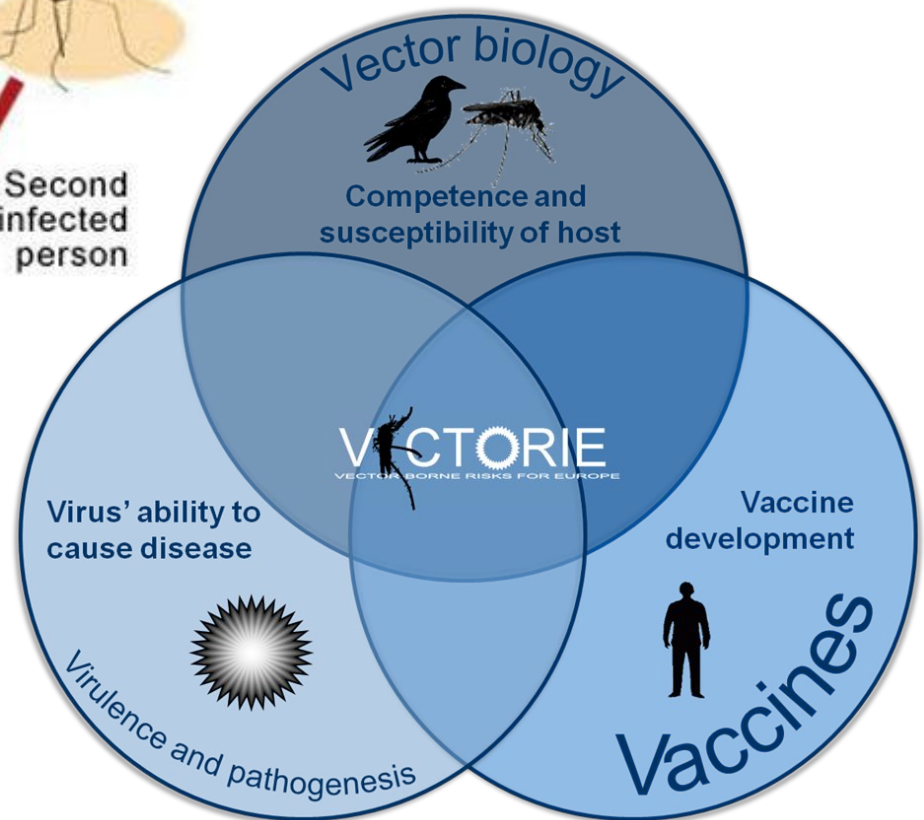 Second
infected
person
Vector biology
Competence and
susceptibility of host
VECTORIE
VECTOR BORNE RISKS FOR EUROPE
Virus’ ability to
cause disease
Virulence and pathogenesis
Vaccine
development
Vaccines